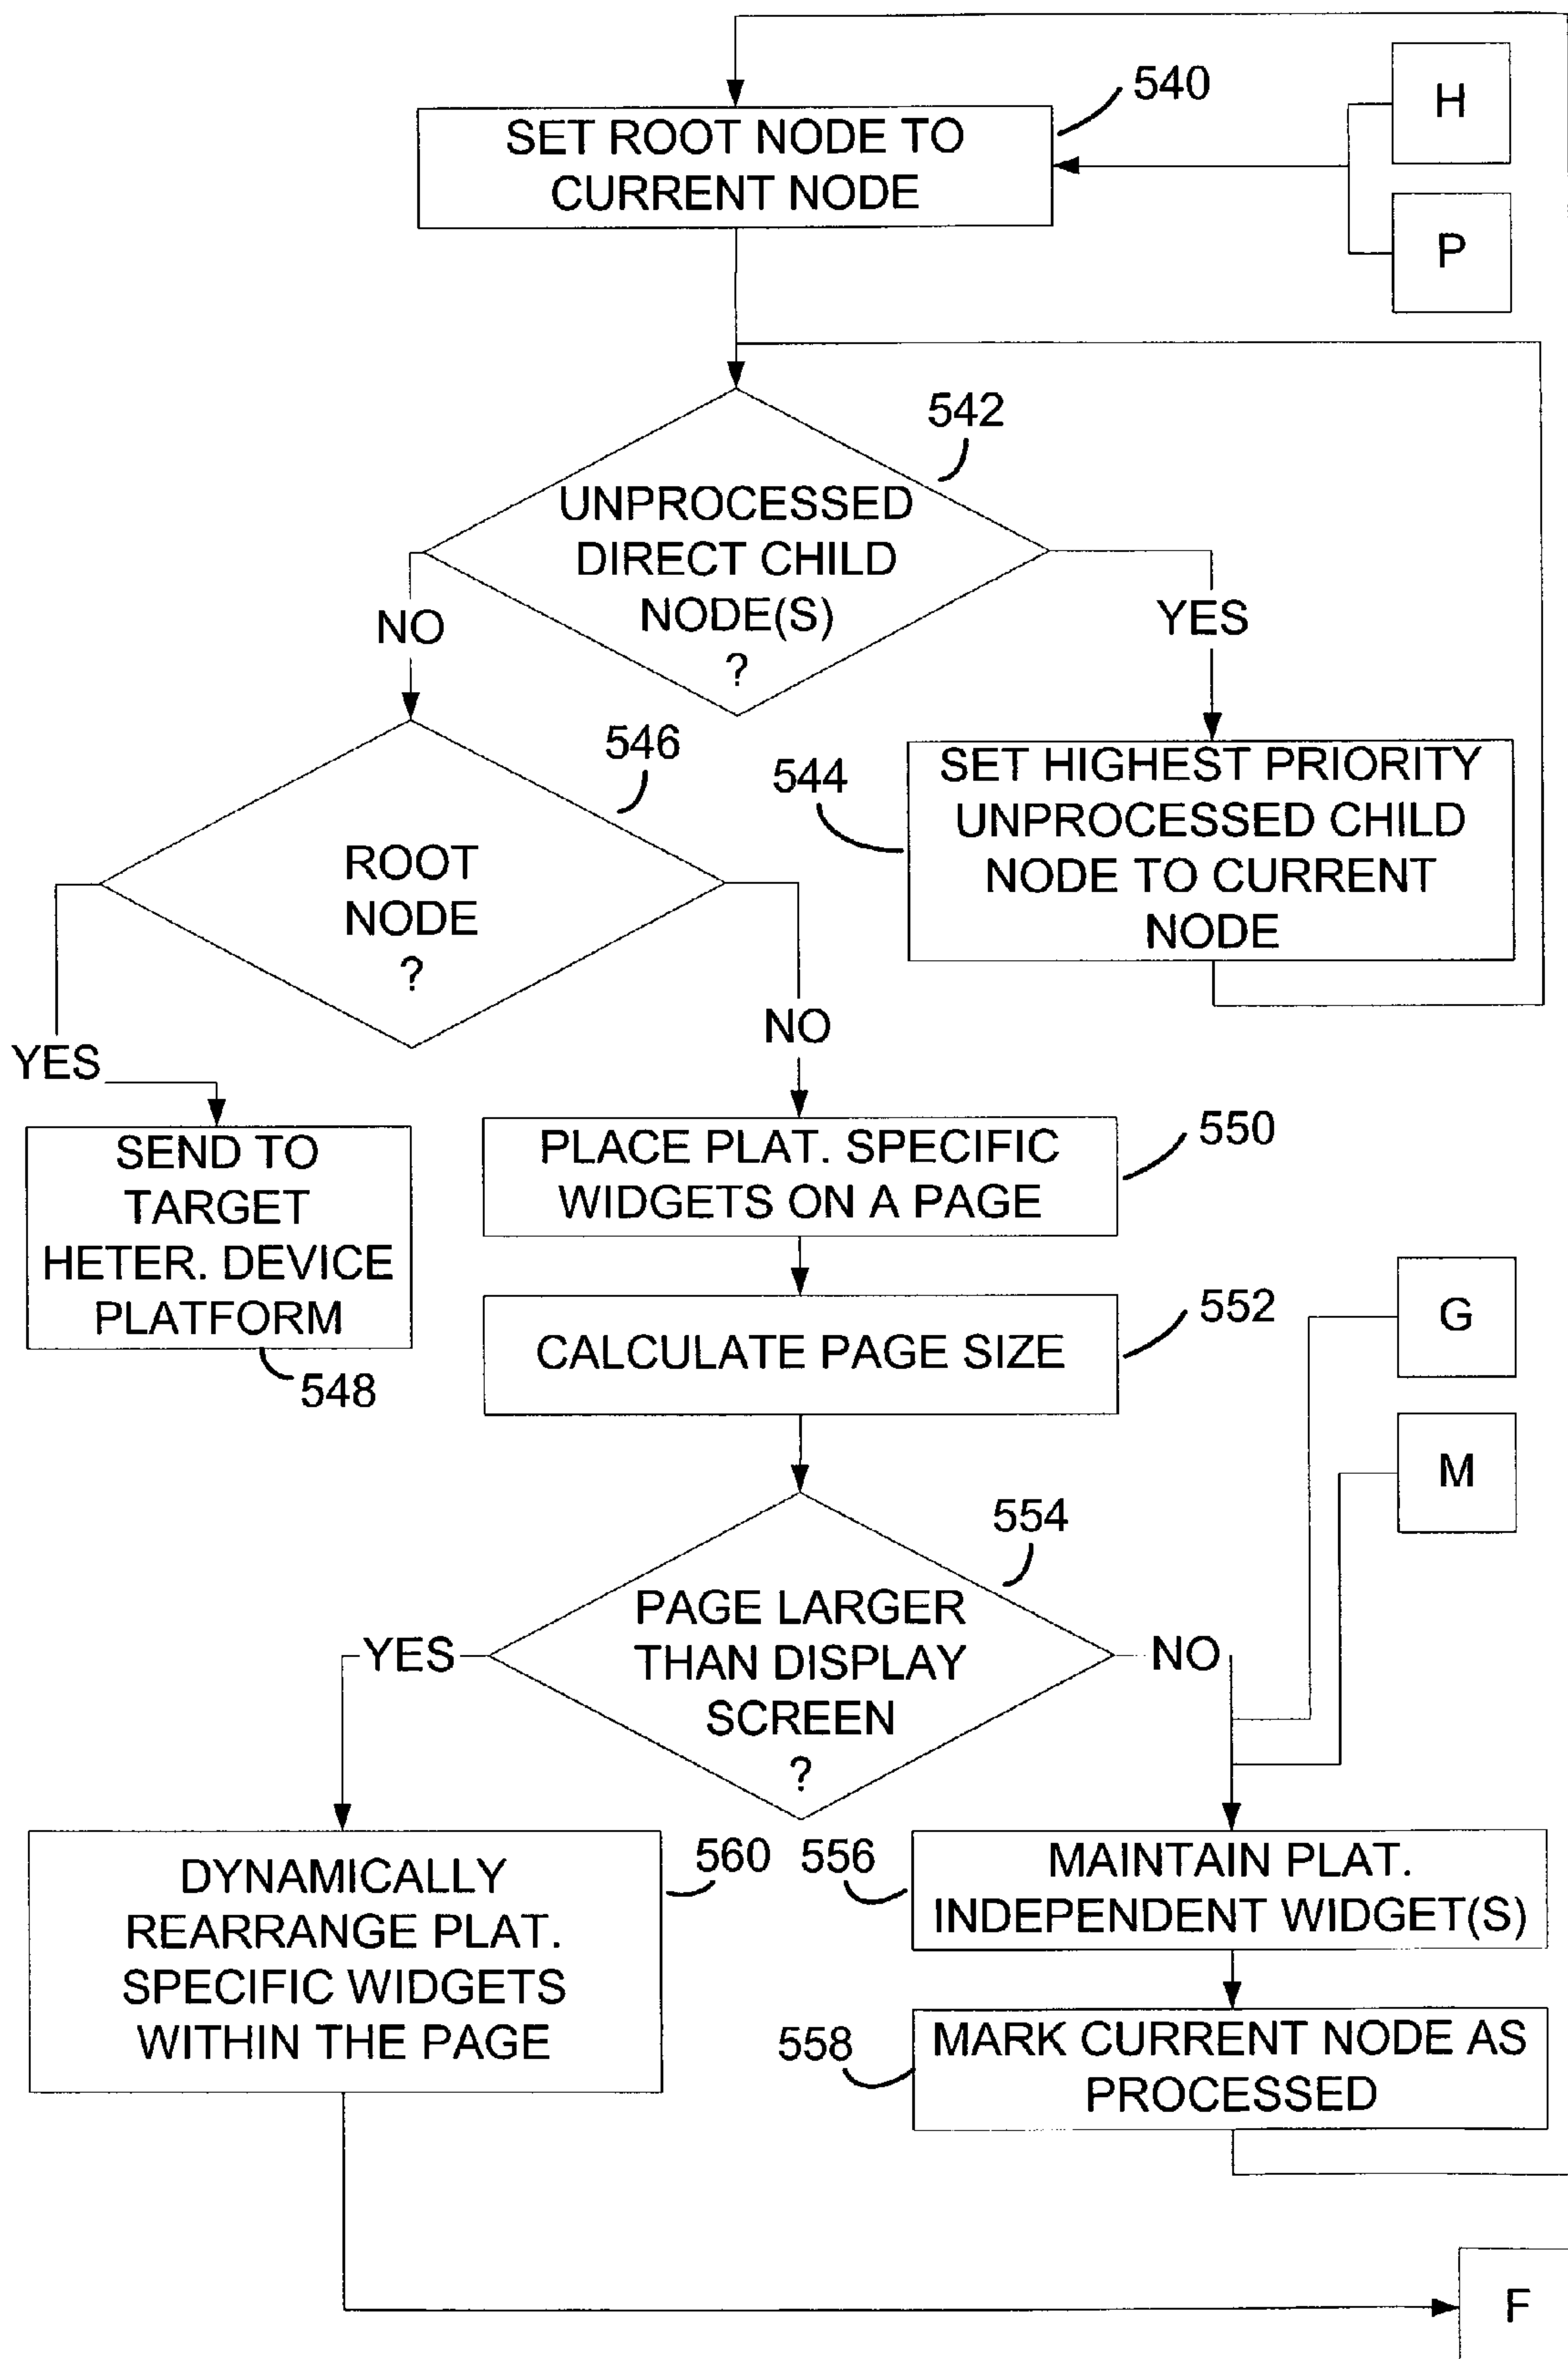 540
H
SET ROOT NODE TO
CURRENT NODE
P
542
UNPROCESSED
DIRECT CHILD
NODE(S)
?
NO
YES
546
544
SET HIGHEST PRIORITY
UNPROCESSED CHILD
NODE TO CURRENT
NODE
ROOT
NODE
?
NO
YES
SEND TO
TARGET
HETER. DEVICE
PLATFORM
548
PLACE PLAT. SPECIFIC
WIDGETS ON A PAGE
550
CALCULATE PAGE SIZE
552
G
M
554
PAGE LARGER
THAN DISPLAY
SCREEN
?
YES
NO
DYNAMICALLY
REARRANGE PLAT.
SPECIFIC WIDGETS
WITHIN THE PAGE
560
556
MAINTAIN PLAT.
INDEPENDENT WIDGET(S)
558
MARK CURRENT NODE AS
PROCESSED
F